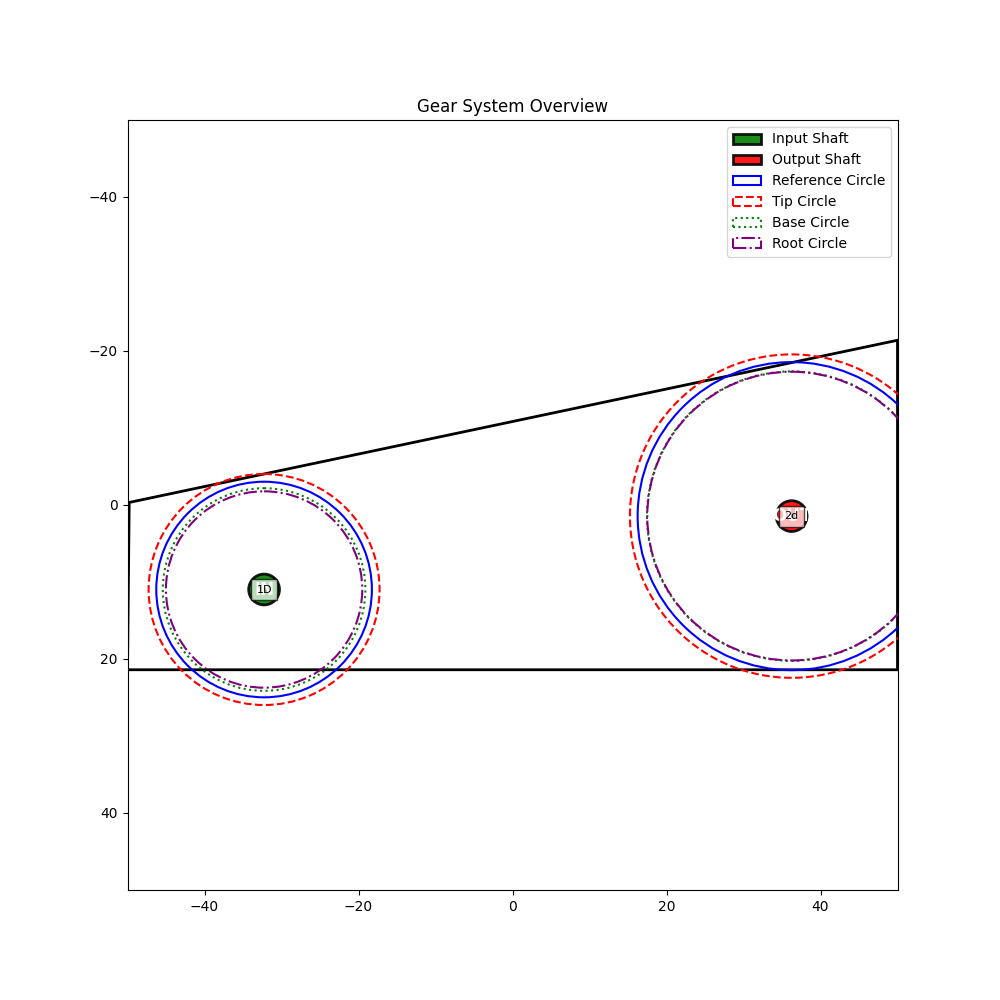 Gear System Overview
Input Shaft
Output Shaft
Reference Circle
Tip Circle
Base Circle
Root Circle
−40
−20
0
20
40
1D
2d
−40
−20
0
20
40